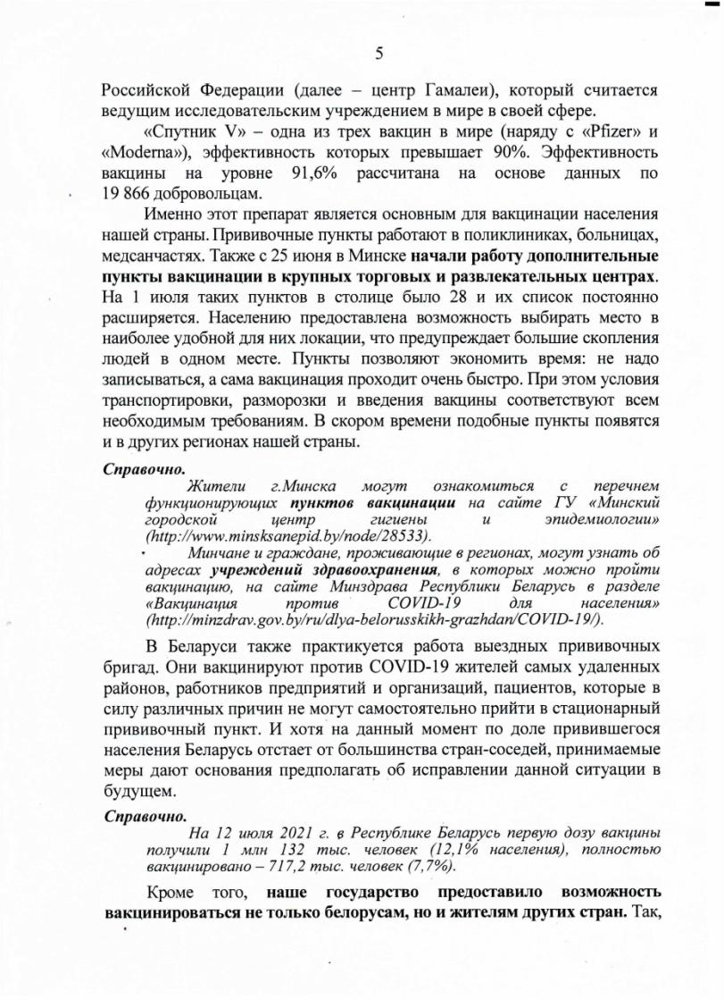 5
Российской Федерации (далее – центр Гамалеи), который считается
ведущим исследовательским учреждением в мире в своей сфере.
«Спутник V» – одна из трех вакцин в мире (наряду с «Pfizer» и
«Moderna»), эффективность которых превышает 90%. Эффективность
вакцины на уровне 91,6% рассчитана на основе данных по
19 866 добровольцам.
Именно этот препарат является основным для вакцинации населения
нашей страны. Прививочные пункты работают в поликлиниках, больницах,
медсанчастях. Также с 25 июня в Минске начали работу дополнительные
пункты вакцинации в крупных торговых и развлекательных центрах.
На 1 июля таких пунктов в столице было 28 и их список постоянно
расширяется. Населению предоставлена возможность выбирать место в
наиболее удобной для них локации, что предупреждает большие скопления
людей в одном месте. Пункты позволяют экономить время: не надо
записываться, а сама вакцинация проходит очень быстро. При этом условия
транспортировки, разморозки и введения вакцины соответствуют всем
необходимым требованиям. В скором времени подобные пункты появятся
и в других регионах нашей страны.
Справочно.
Жители г.Минска могут ознакомиться с перечнем
функционирующих пунктов вакцинации на сайте ГУ «Минский
городской центр гигиены и эпидемиологии»
(http://www.minsksanepid.by/node/28533).
Минчане и граждане, проживающие в регионах, могут узнать об
адресах учреждений здравоохранения, в которых можно пройти
вакцинацию, на сайте Минздрава Республики Беларусь в разделе
«Вакцинация против COVID-19 для населения»
(http://minzdrav.gov.by/ru/dlya-belorusskikh-grazhdan/COVID-19/).
В Беларуси также практикуется работа выездных прививочных
бригад. Они вакцинируют против COVID-19 жителей самых удаленных
районов, работников предприятий и организаций, пациентов, которые в
силу различных причин не могут самостоятельно прийти в стационарный
прививочный пункт. И хотя на данный момент по доле привившегося
населения Беларусь отстает от большинства стран-соседей, принимаемые
меры дают основания предполагать об исправлении данной ситуации в
будущем.
Справочно.
На 12 июля 2021 г. в Республике Беларусь первую дозу вакцины
получили 1 млн 132 тыс. человек (12,1% населения), полностью
вакцинировано – 717,2 тыс. человек (7,7%).
Кроме того, наше государство предоставило возможность
вакцинироваться не только белорусам, но и жителям других стран. Так,